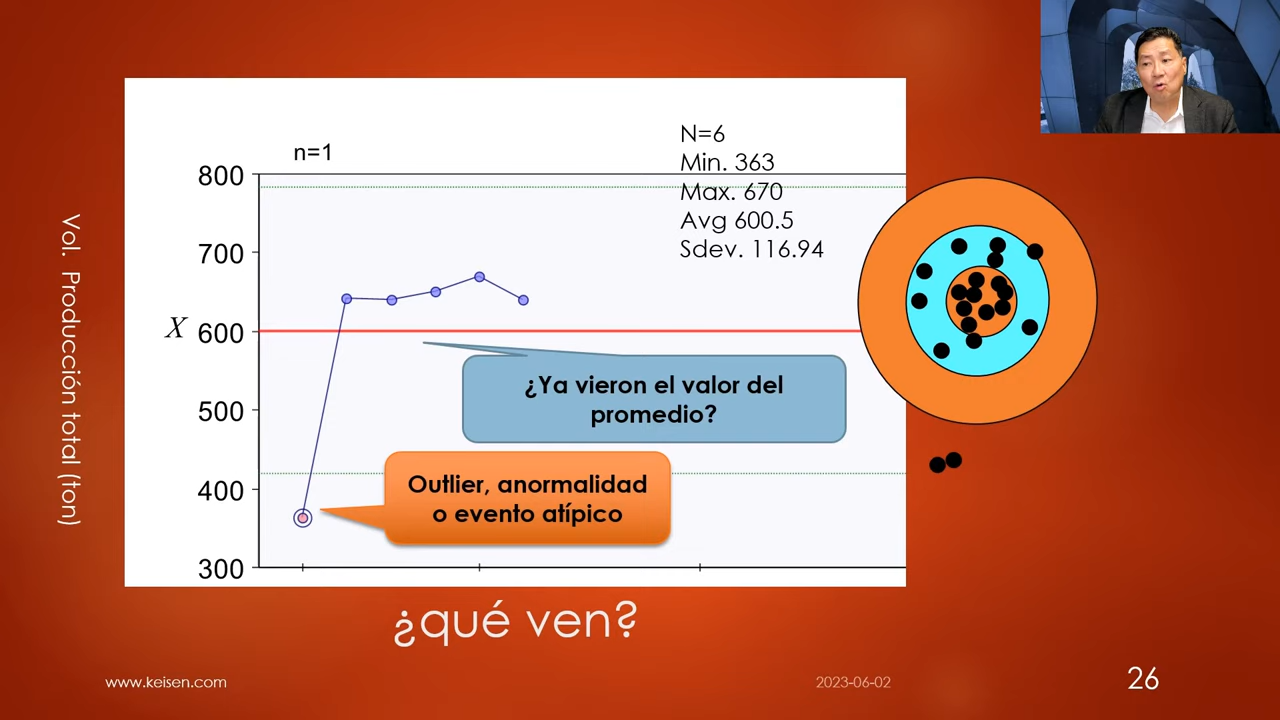 n=1
N=6
Min. 363
Max. 670
Avg 600.5
Sdev. 116.94
800
700
X 600
500
400
300
Vol. Producción total (ton)
¿Ya vieron el valor del
promedio?
Outlier, anormalidad
o evento atípico
¿qué ven?
www.keisen.com
2023-06-02
26